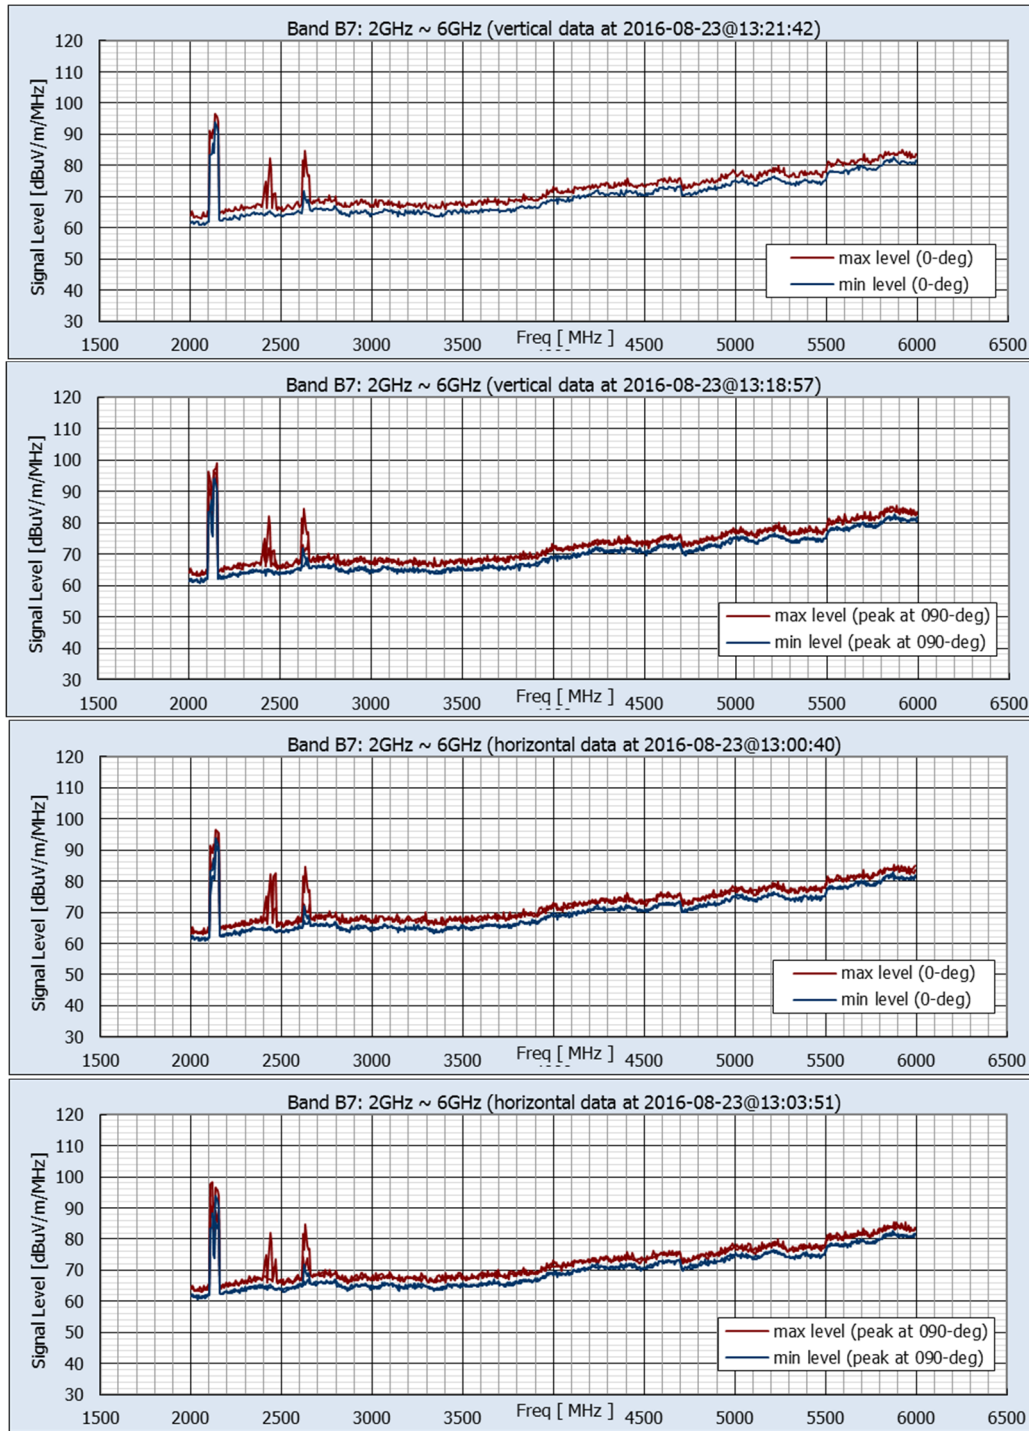 Band B7: 2GHz ~ 6GHz (vertical data at 2016-08-23@13:21:42)
120
110
100
90
80
70
60
50
40
30
Signal Level [dBuV/m/MHz]
max level (0-deg)
min level (0-deg)
1500 2000 2500 3000 3500 Freq [ MHz ] 4500 5000 5500 6000 6500
Band B7: 2GHz ~ 6GHz (vertical data at 2016-08-23@13:18:57)
120
110
100
90
80
70
60
50
40
30
Signal Level [dBuV/m/MHz]
max level (peak at 090-deg)
min level (peak at 090-deg)
1500 2000 2500 3000 3500 Freq [ MHz ] 4500 5000 5500 6000 6500
Band B7: 2GHz ~ 6GHz (horizontal data at 2016-08-23@13:00:40)
120
110
100
90
80
70
60
50
40
30
Signal Level [dBuV/m/MHz]
max level (0-deg)
min level (0-deg)
1500 2000 2500 3000 3500 Freq [ MHz ] 4500 5000 5500 6000 6500
Band B7: 2GHz ~ 6GHz (horizontal data at 2016-08-23@13:03:51)
120
110
100
90
80
70
60
50
40
30
Signal Level [dBuV/m/MHz]
max level (peak at 090-deg)
min level (peak at 090-deg)
1500 2000 2500 3000 3500 Freq [ MHz ] 4500 5000 5500 6000 6500